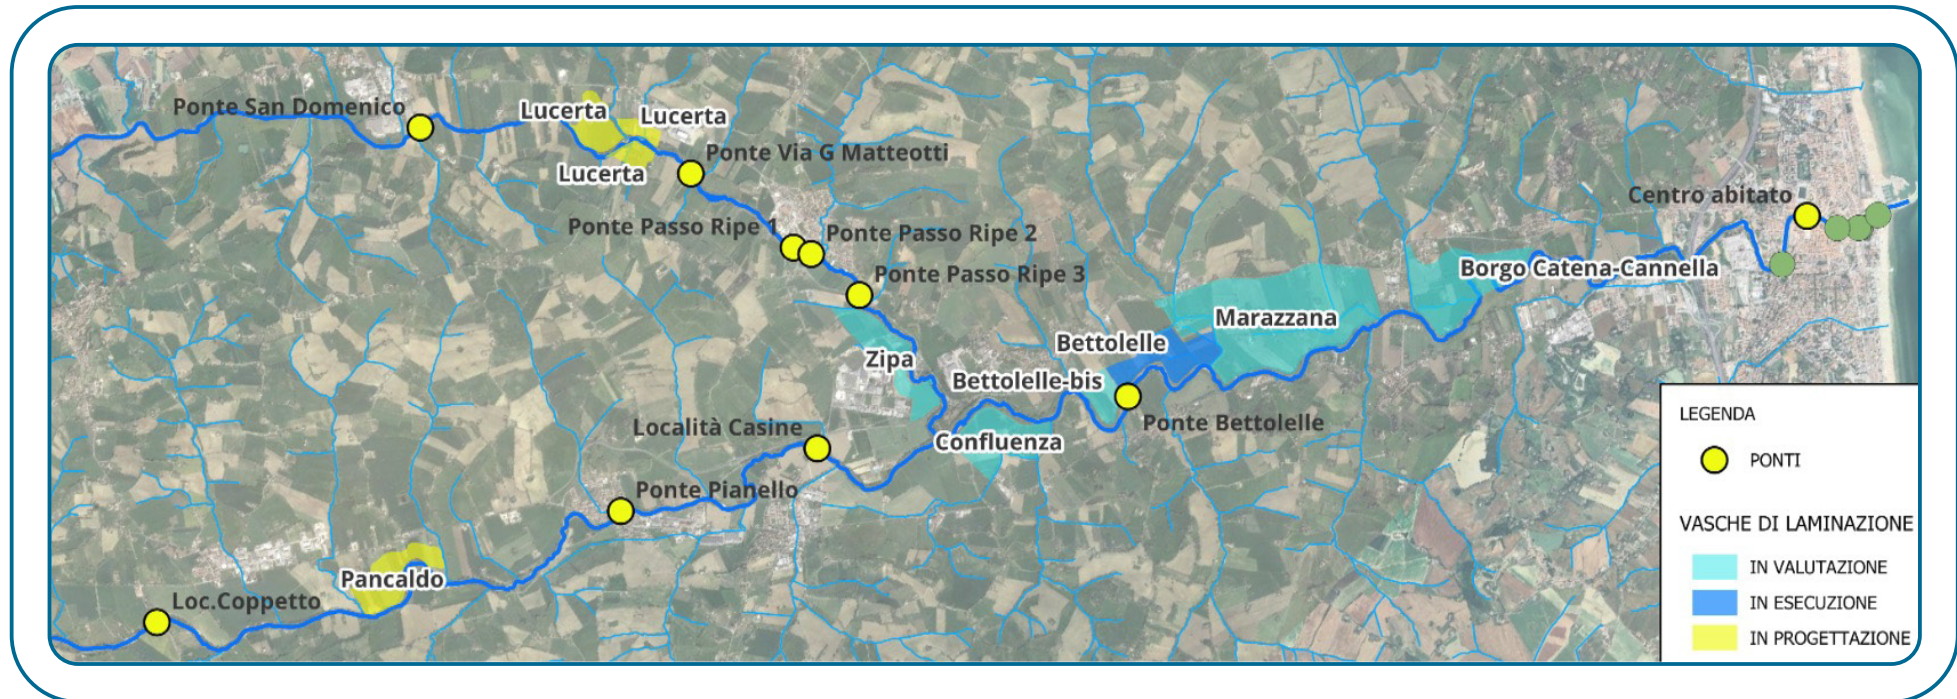 Ponte San Domenico
Lucerta
Lucerta
Lucerta
Ponte Via G Matteotti
Ponte Passo Ripe 1
Ponte Passo Ripe 2
Ponte Passo Ripe 3
Centro abitato
Borgo Catena-Cannella
Marazzana
Bettolelle
Zipa
Bettolelle-bis
Ponte Bettolelle
Località Casine
Confluenza
Ponte Pianello
Pancaldo
Loc.Coppetto
LEGENDA
PONTI
VASCHE DI LAMINAZIONE
IN VALUTAZIONE
IN ESECUZIONE
IN PROGETTAZIONE